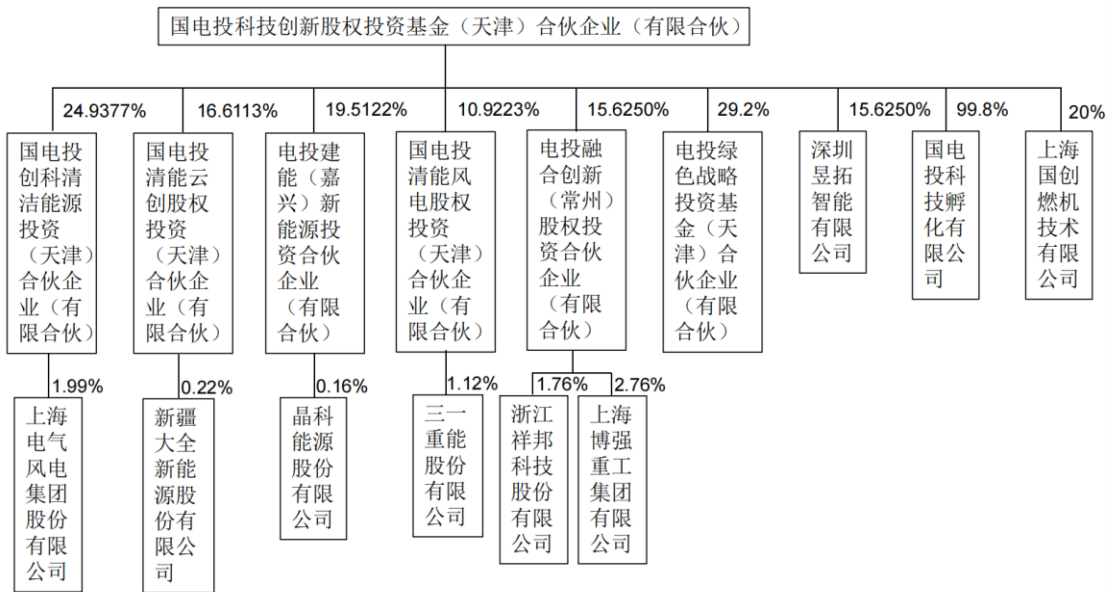 国电投科技创新股权投资基金（天津）合伙企业（有限合伙）
24.9377%
16.6113%
19.5122%
10.9223%
15.6250%
29.2%
15.6250%
99.8%
20%
国电投
创科清
洁能源
投资
（天津）
合伙企
业（有
限合伙）
国电投
清能云
创股权
投资
（天津）
合伙企
业（有
限合伙）
电投建
能（嘉
兴）新
能源投
资合伙
企业
（有限
合伙）
国电投
清能风
电股权
投资
（天津）
合伙企
业（有
限合伙）
电投融
合创新
（常州）
股权投
资合伙
企业
（有限
合伙）
电投绿
色战略
投资基
金（天
津）合
伙企业
（有限
合伙）
深圳
昱拓
智能
有限
公司
国电
投科
技孵
化有
限公
司
上海
国创
燃机
技术
有限
公司
1.99%
0.22%
0.16%
1.12%
1.76%
2.76%
上海
电气
风电
集团
股份
有限
公司
新疆
大全
新能
源股
份有
限公
司
晶科
能源
股份
有限
公司
三一
重能
股份
有限
公司
浙江
祥邦
科技
股份
有限
公司
上海
博强
重工
集团
有限
公司